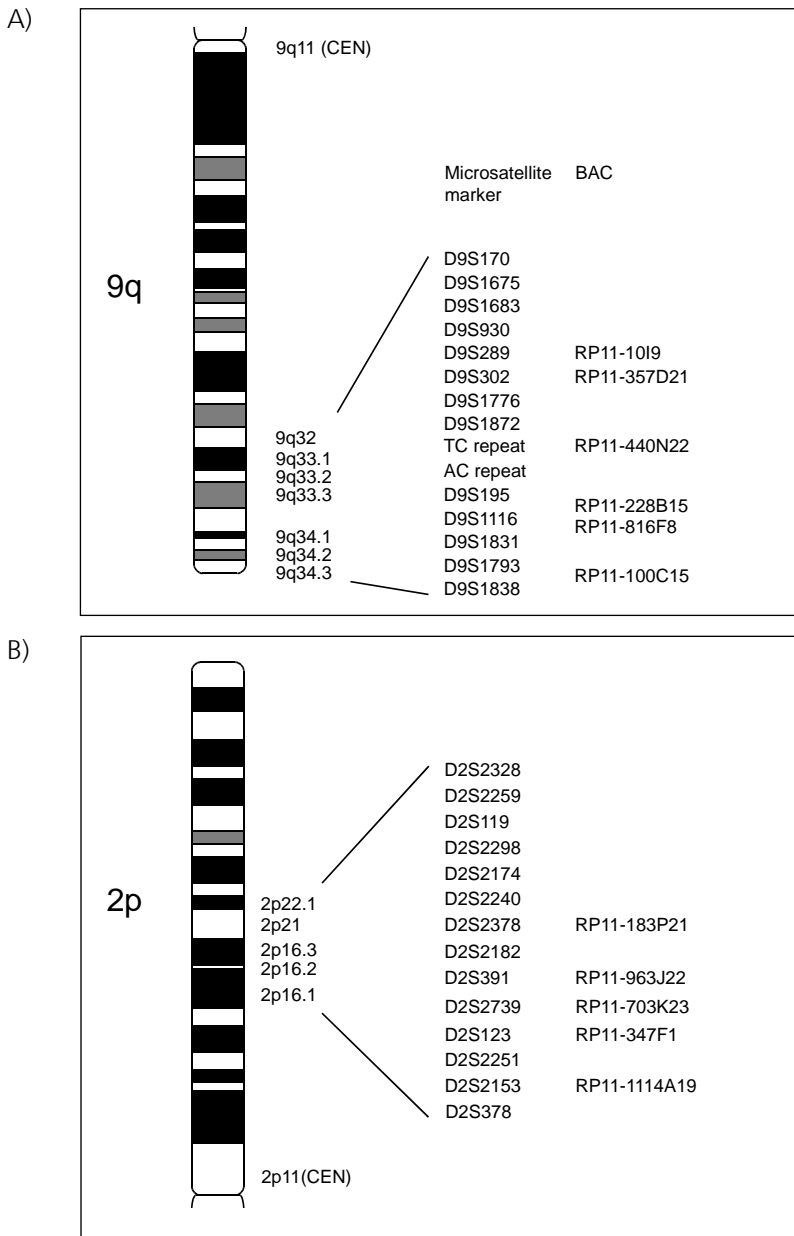 A)
9q11 (CEN)
Microsatellite marker BAC
9q
D9S170
D9S1675
D9S1683
D9S930
D9S289 RP11-10I9
D9S302 RP11-357D21
D9S1776
D9S1872
9q32
TC repeat RP11-440N22
9q33.1
AC repeat
9q33.2
9q33.3
D9S195
RP11-228B15
D9S1116
RP11-816F8
9q34.1
D9S1831
9q34.2
D9S1793
9q34.3
RP11-100C15
D9S1838
B)
2p
D2S2328
D2S2259
D2S119
D2S2298
D2S2174
2p22.1
D2S2240
2p21
D2S2378 RP11-183P21
2p16.3
D2S2182
2p16.2
D2S391 RP11-963J22
2p16.1
D2S2739 RP11-703K23
D2S123 RP11-347F1
D2S2251
D2S2153 RP11-1114A19
D2S378
2p11(CEN)